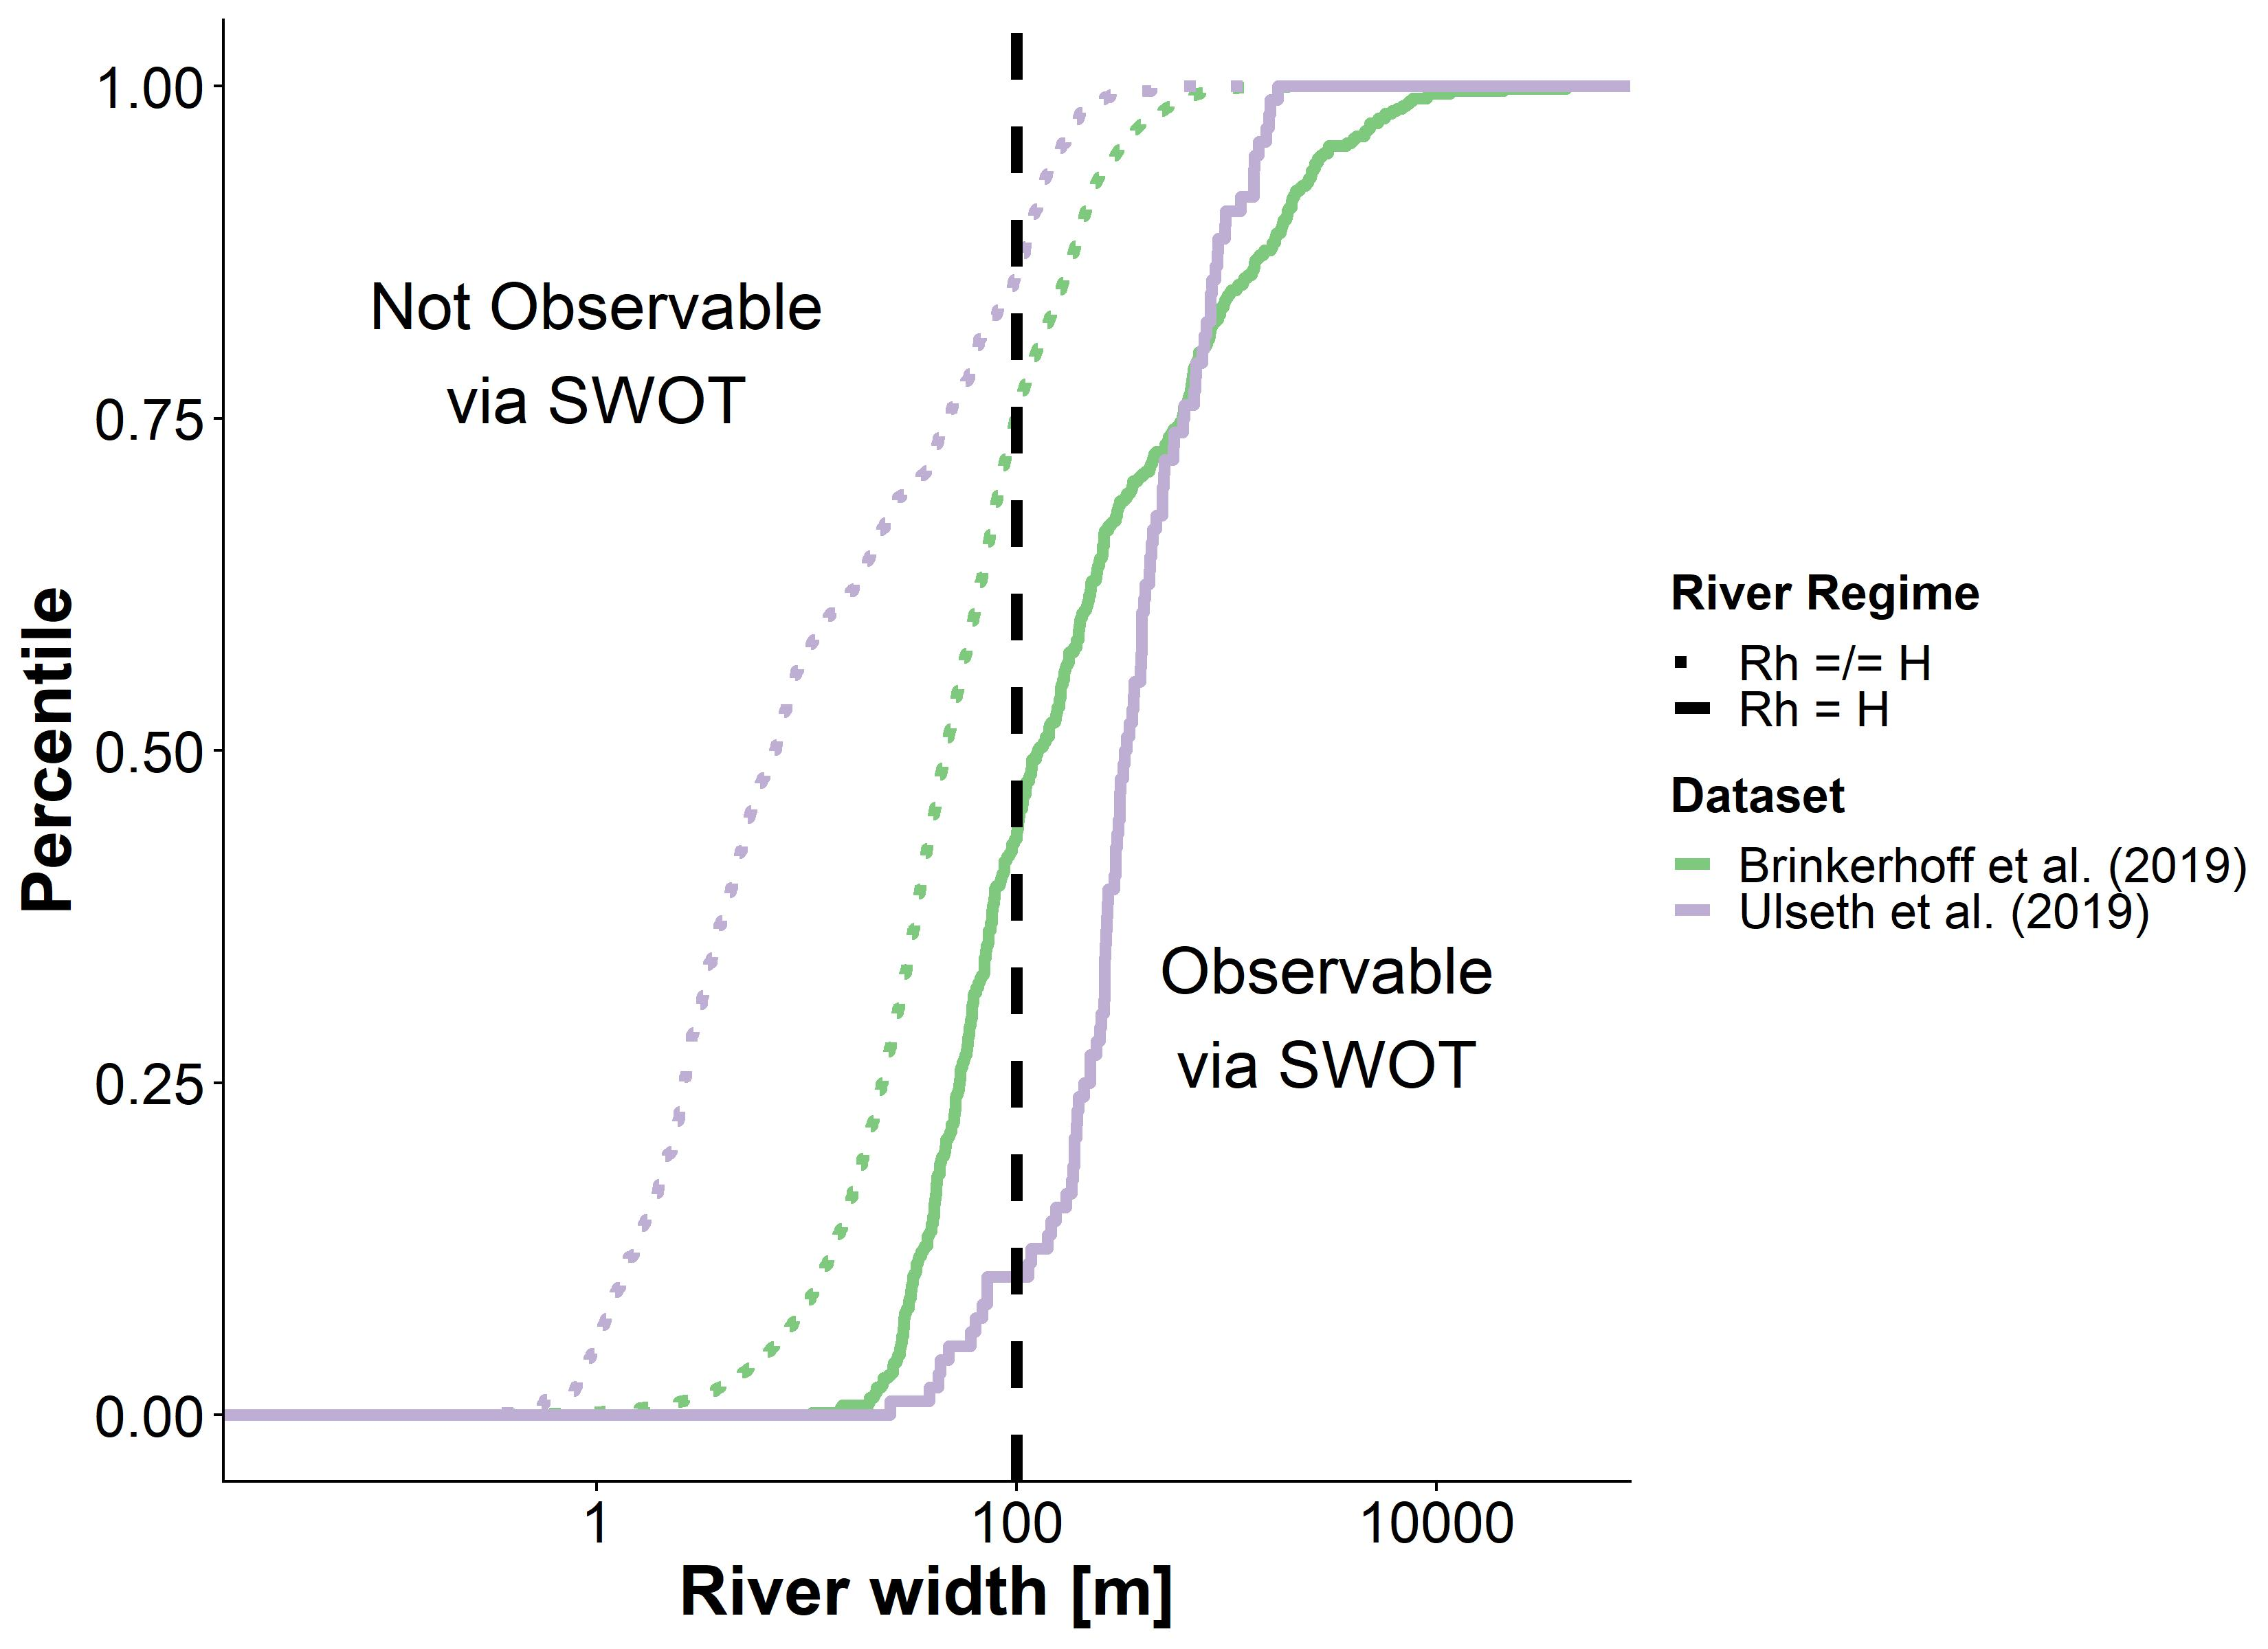 1.00
0.75
0.50
0.25
0.00
Percentile
Not Observable
via SWOT
Observable
via SWOT
1
100
10000
River width [m]
River Regime
Rh =/= H
Rh = H
Dataset
Brinkerhoff et al. (2019)
Ulseth et al. (2019)